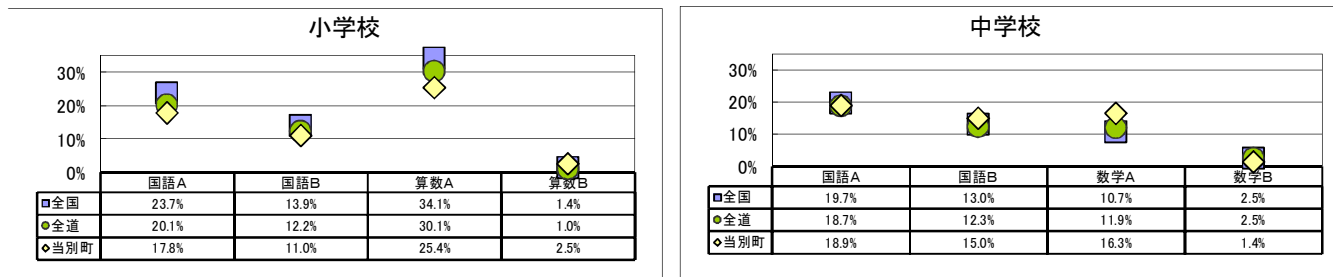 小学校
30%
20%
10%
0%
国語A 国語B 算数A 算数B
全国 23.7% 13.9% 34.1% 1.4%
全道 20.1% 12.2% 30.1% 1.0%
当別町 17.8% 11.0% 25.4% 2.5%
中学校
30%
20%
10%
0%
国語A 国語B 数学A 数学B
全国 19.7% 13.0% 10.7% 2.5%
全道 18.7% 12.3% 11.9% 2.5%
当別町 18.9% 15.0% 16.3% 1.4%